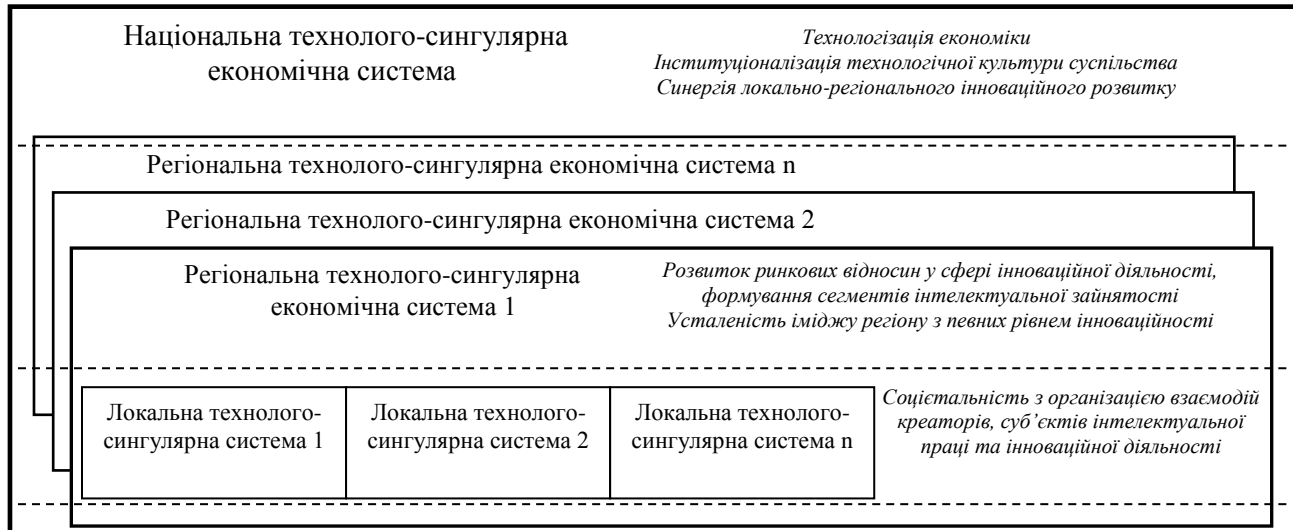 Національна технолого-сингулярна
економічна система
Технологізація економіки
Інституціоналізація технологічної культури суспільства
Синергія локально-регіонального інноваційного розвитку
Регіональна технолого-сингулярна економічна система n
Регіональна технолого-сингулярна економічна система 2
Регіональна технолого-сингулярна
економічна система 1
Розвиток ринкових відносин у сфері інноваційної діяльності,
формування сегментів інтелектуальної зайнятості
Усталеність іміджу регіону з певних рівнем інноваційності
Локальна технолого-
сингулярна система 1
Локальна технолого-
сингулярна система 2
Локальна технолого-
сингулярна система n
Соцієтальність з організацією взаємодій
креаторів, суб’єктів інтелектуальної
праці та інноваційної діяльності